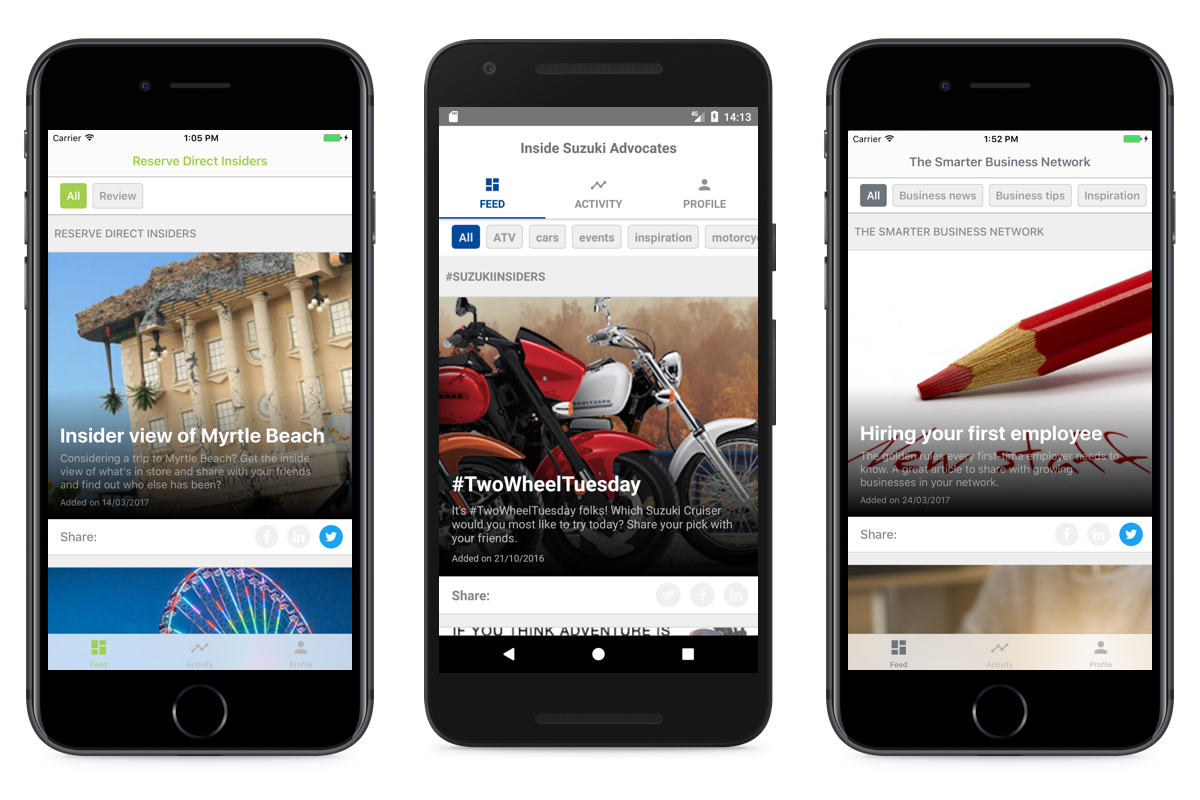 Carrier 1:05 PM
Reserve Direct Insiders
All Review
RESERVE DIRECT INSIDERS
Insider view of Myrtle Beach
Considering a trip to Myrtle Beach? Get the inside
view of what's in store and share with your friends
and find out who else has been?
Added on 14/03/2017
Share:
Feed Activity Profile
4G 14:13
Inside Suzuki Advocates
FEED ACTIVITY PROFILE
All ATV cars events inspiration motorcy
#SUZUKIINSIDERS
BOULEVARD
#TwoWheelTuesday
It's #TwoWheelTuesday folks! Which Suzuki Cruiser
would you most like to try today? Share your pick with
your friends.
Added on 21/10/2016
Share:
IF YOU THINK ADVENTURE IS
Carrier 1:52 PM
The Smarter Business Network
All Business news Business tips Inspiration
THE SMARTER BUSINESS NETWORK
Hiring your first employee
The golden rules every first-time employer needs to
know. A great article to share with growing
businesses in your network.
Added on 24/03/2017
Share:
Feed Activity Profile